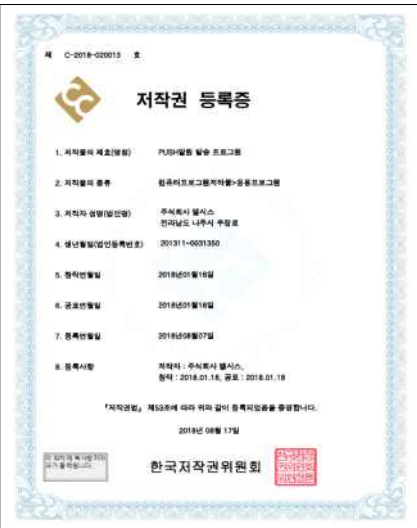 제 C-2018-020013 호
저작권 등록증
1. 저작물의 제호(명칭) PUSH알림 발송 프로그램
2. 저작물의 종류 컴퓨터프로그램저작물>응용프로그램
3. 저작자 성명(법인명) 주식회사 엘시스
전라남도 나주시 우정로
4. 생년월일(법인등록번호) 201311-0031350
5. 창작연월일 2018년01월16일
6. 공표연월일 2018년01월18일
7. 등록연월일 2018년08월07일
8. 등록사항 저작자 : 주식회사 엘시스,
창작 : 2018.01.16, 공표 : 2018.01.18
『저작권법』 제53조에 따라 위와 같이 등록되었음을 증명합니다.
2018년 08월 17일
한국저작권위원회